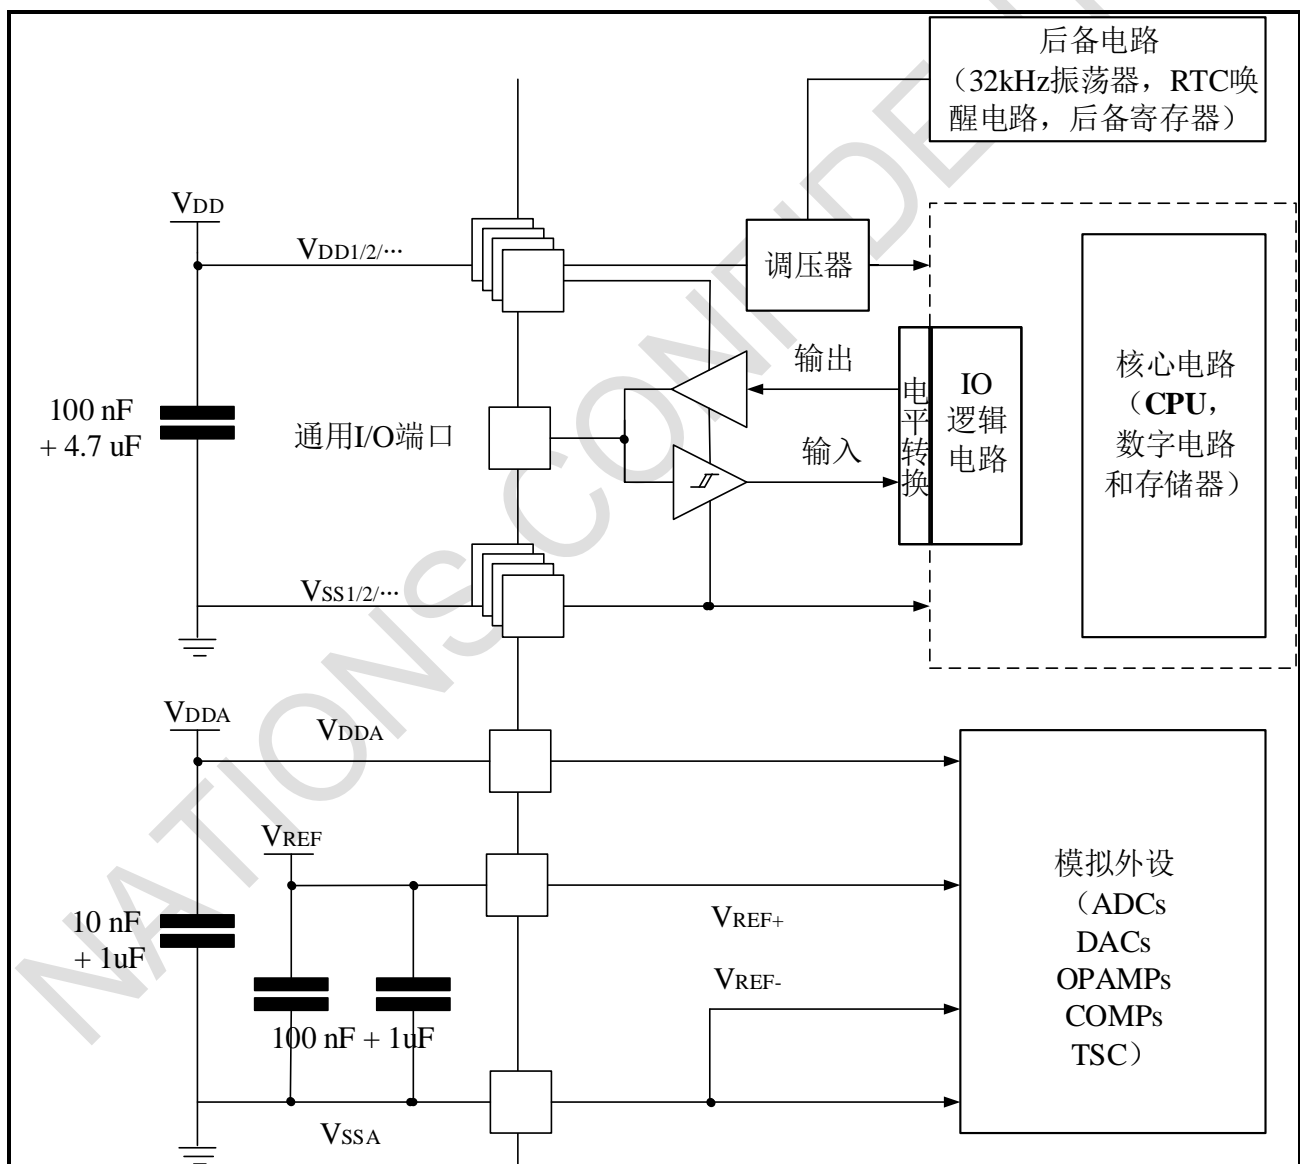 后备电路
（32kHz振荡器，RTC唤
醒电路，后备寄存器）
VDD
VDD1/2/···
调压器
100 nF
+ 4.7 uF
通用I/O端口
输出
输入
电平转换
IO
逻辑
电路
核心电路
（CPU，
数字电路
和存储器）
VSS1/2/···
VDDA
VDDA
VREF
10 nF
+ 1uF
100 nF + 1uF
VREF+
VREF-
VSSA
模拟外设
（ADCs
DACs
OPAMPs
COMPs
TSC）
NATIONS CONFIDE